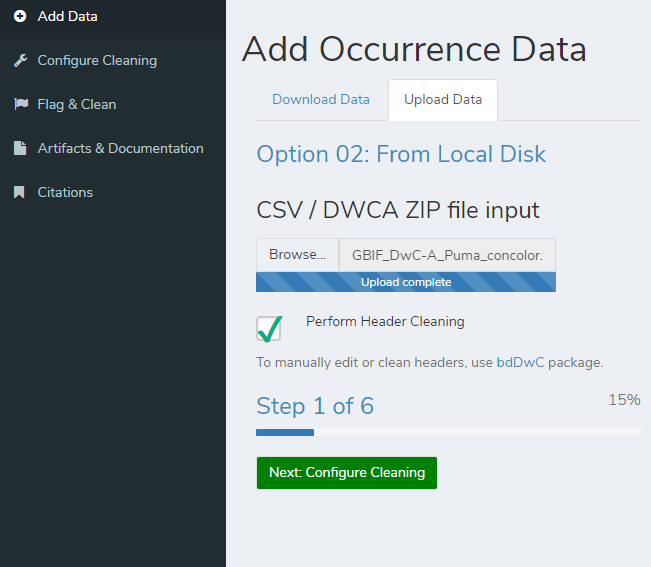 Add Data
Configure Cleaning
Flag & Clean
Artifacts & Documentation
Citations
Add Occurrence Data
Download Data
Upload Data
Option 02: From Local Disk
CSV / DWCA ZIP file input
Browse...
GBIF_DwC-A_Puma_concolor.
Upload complete
Perform Header Cleaning
To manually edit or clean headers, use bdDwC package.
Step 1 of 6
15%
Next: Configure Cleaning